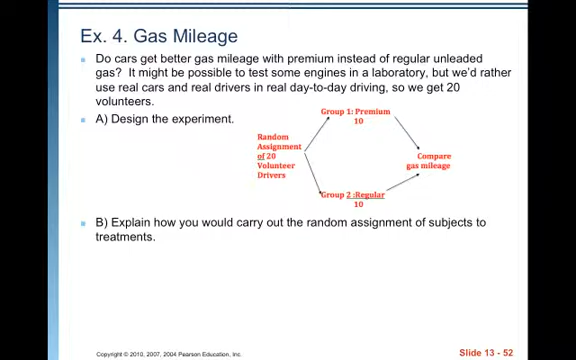 Ex. 4. Gas Mileage
Do cars get better gas mileage with premium instead of regular unleaded
gas?  It might be possible to test some engines in a laboratory, but we'd rather
use real cars and real drivers in real day-to-day driving, so we get 20
volunteers.
A) Design the experiment.
Group 1: Premium
10
Random
Assignment
of 20
Volunteer
Drivers
Compare
gas mileage
Group 2 :Regular
10
B) Explain how you would carry out the random assignment of subjects to
treatments.
Copyright © 2010, 2007, 2004 Pearson Education, Inc.
Slide 13 - 52